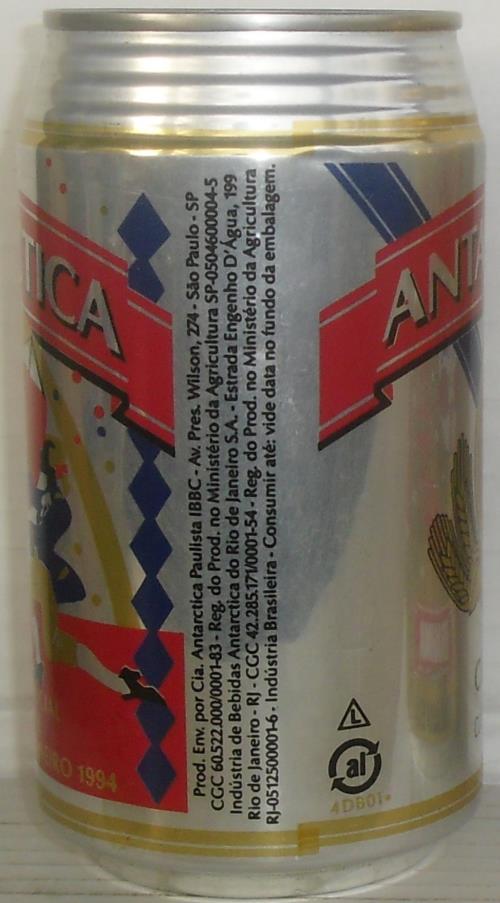 TICA
Prod. Env. por Cia. Antarctica Paulista IBBC - Av. Pres. Wilson, 274 - São Paulo - SP
CGC 60.522.000/0001-83 - Reg. do Prod. no Ministério da Agricultura SP-0504600004-5
Indústria de Bebidas Antarctica do Rio de Janeiro S.A. - Estrada Engenho D'Água, 199
Rio de Janeiro - RJ - CGC 42.285.171/0001-54 - Reg. do Prod. no Ministério da Agricultura
RJ-0512500001-6 - Indústria Brasileira - Consumir até: vide data no fundo da embalagem.
ANTA
EIRO 1994
L
al
4DB01